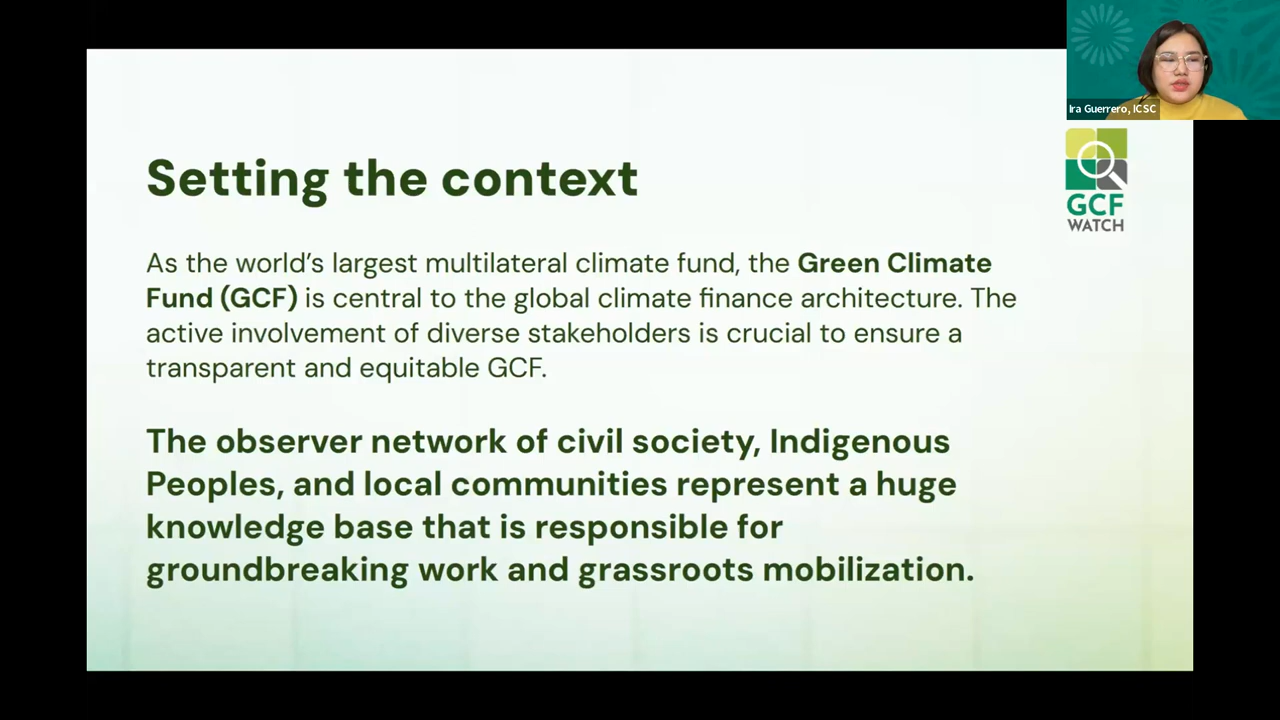 Ira Guerrero, ICSC
GCF
WATCH
Setting the context
As the world’s largest multilateral climate fund, the Green Climate
Fund (GCF) is central to the global climate finance architecture. The
active involvement of diverse stakeholders is crucial to ensure a
transparent and equitable GCF.
The observer network of civil society, Indigenous
Peoples, and local communities represent a huge
knowledge base that is responsible for
groundbreaking work and grassroots mobilization.